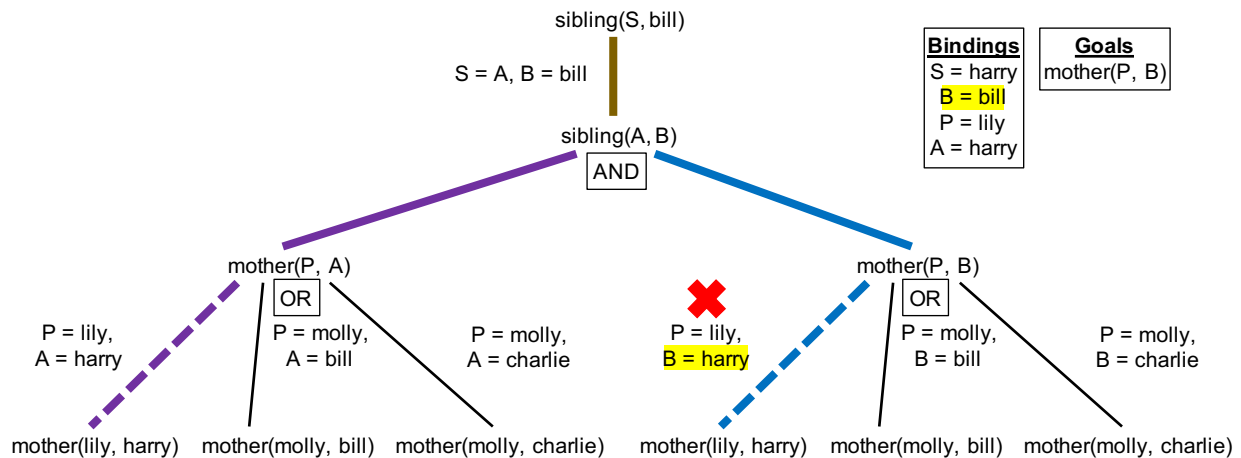 sibling(S, bill)
S = A, B = bill
Bindings
S = harry
B = bill
P = lily
A = harry
Goals
mother(P, B)
sibling(A, B)
AND
mother(P, A)
OR
mother(P, B)
OR
P = lily,
A = harry
P = molly,
A = bill
P = molly,
A = charlie
P = lily,
B = harry
P = molly,
B = bill
P = molly,
B = charlie
mother(lily, harry)
mother(molly, bill)
mother(molly, charlie)
mother(lily, harry)
mother(molly, bill)
mother(molly, charlie)